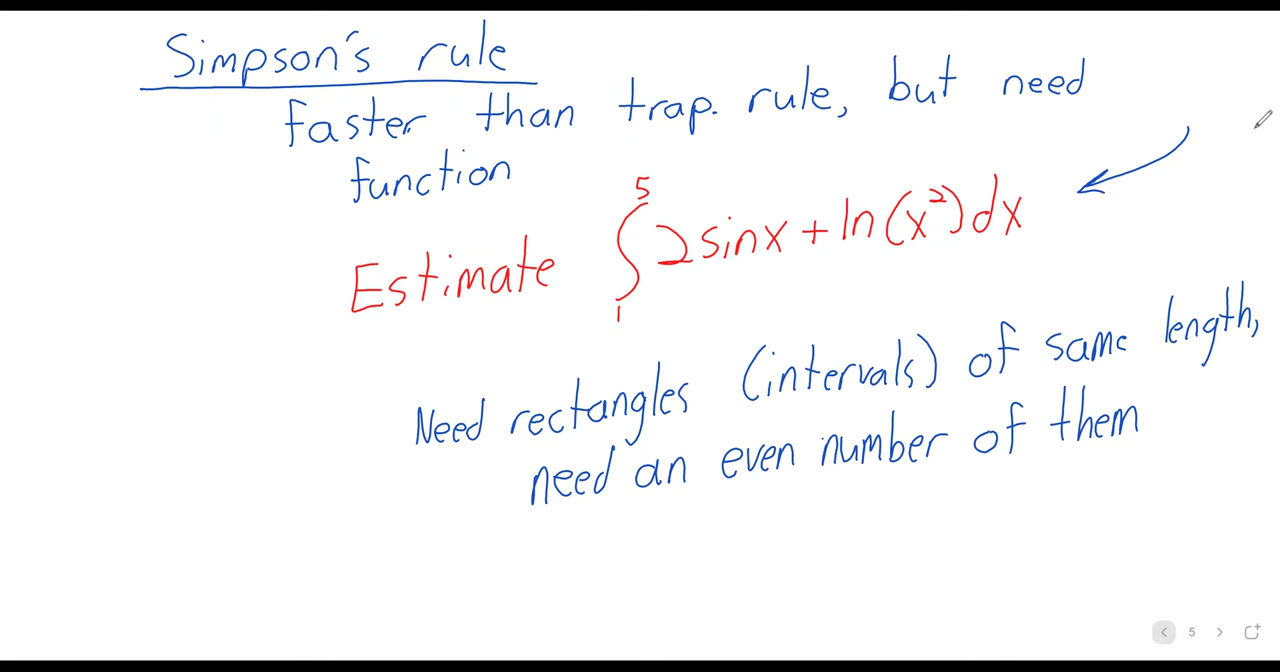 Simpson's rule
faster than trap. rule, but need
function
Estimate ∫₁⁵ 2sinx + ln(x²)dx
Need rectangles (intervals) of same length,
need an even number of them
5